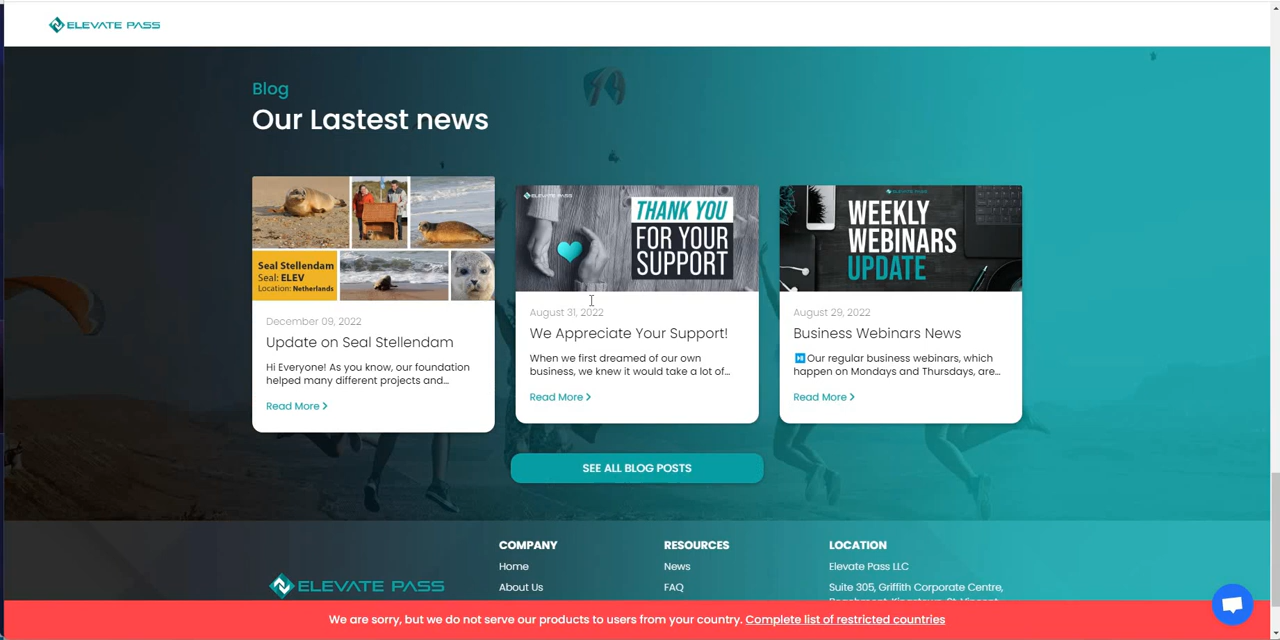 ELEVATE PASS
Blog
Our Lastest news
Seal Stellendam
Seal: ELEV
Location: Netherlands
December 09, 2022
Update on Seal Stellendam
Hi Everyone! As you know, our foundation
helped many different projects and...
Read More
ELEVATE PASS
THANK YOU
FOR YOUR
SUPPORT
August 31, 2022
We Appreciate Your Support!
When we first dreamed of our own
business, we knew it would take a lot of...
Read More
ELEVATE PASS
WEEKLY
WEBINARS
UPDATE
August 29, 2022
Business Webinars News
Our regular business webinars, which
happen on Mondays and Thursdays, are...
Read More
SEE ALL BLOG POSTS
ELEVATE PASS
COMPANY
Home
About Us
RESOURCES
News
FAQ
LOCATION
Elevate Pass LLC
Suite 305, Griffith Corporate Centre,
We are sorry, but we do not serve our products to users from your country. Complete list of restricted countries